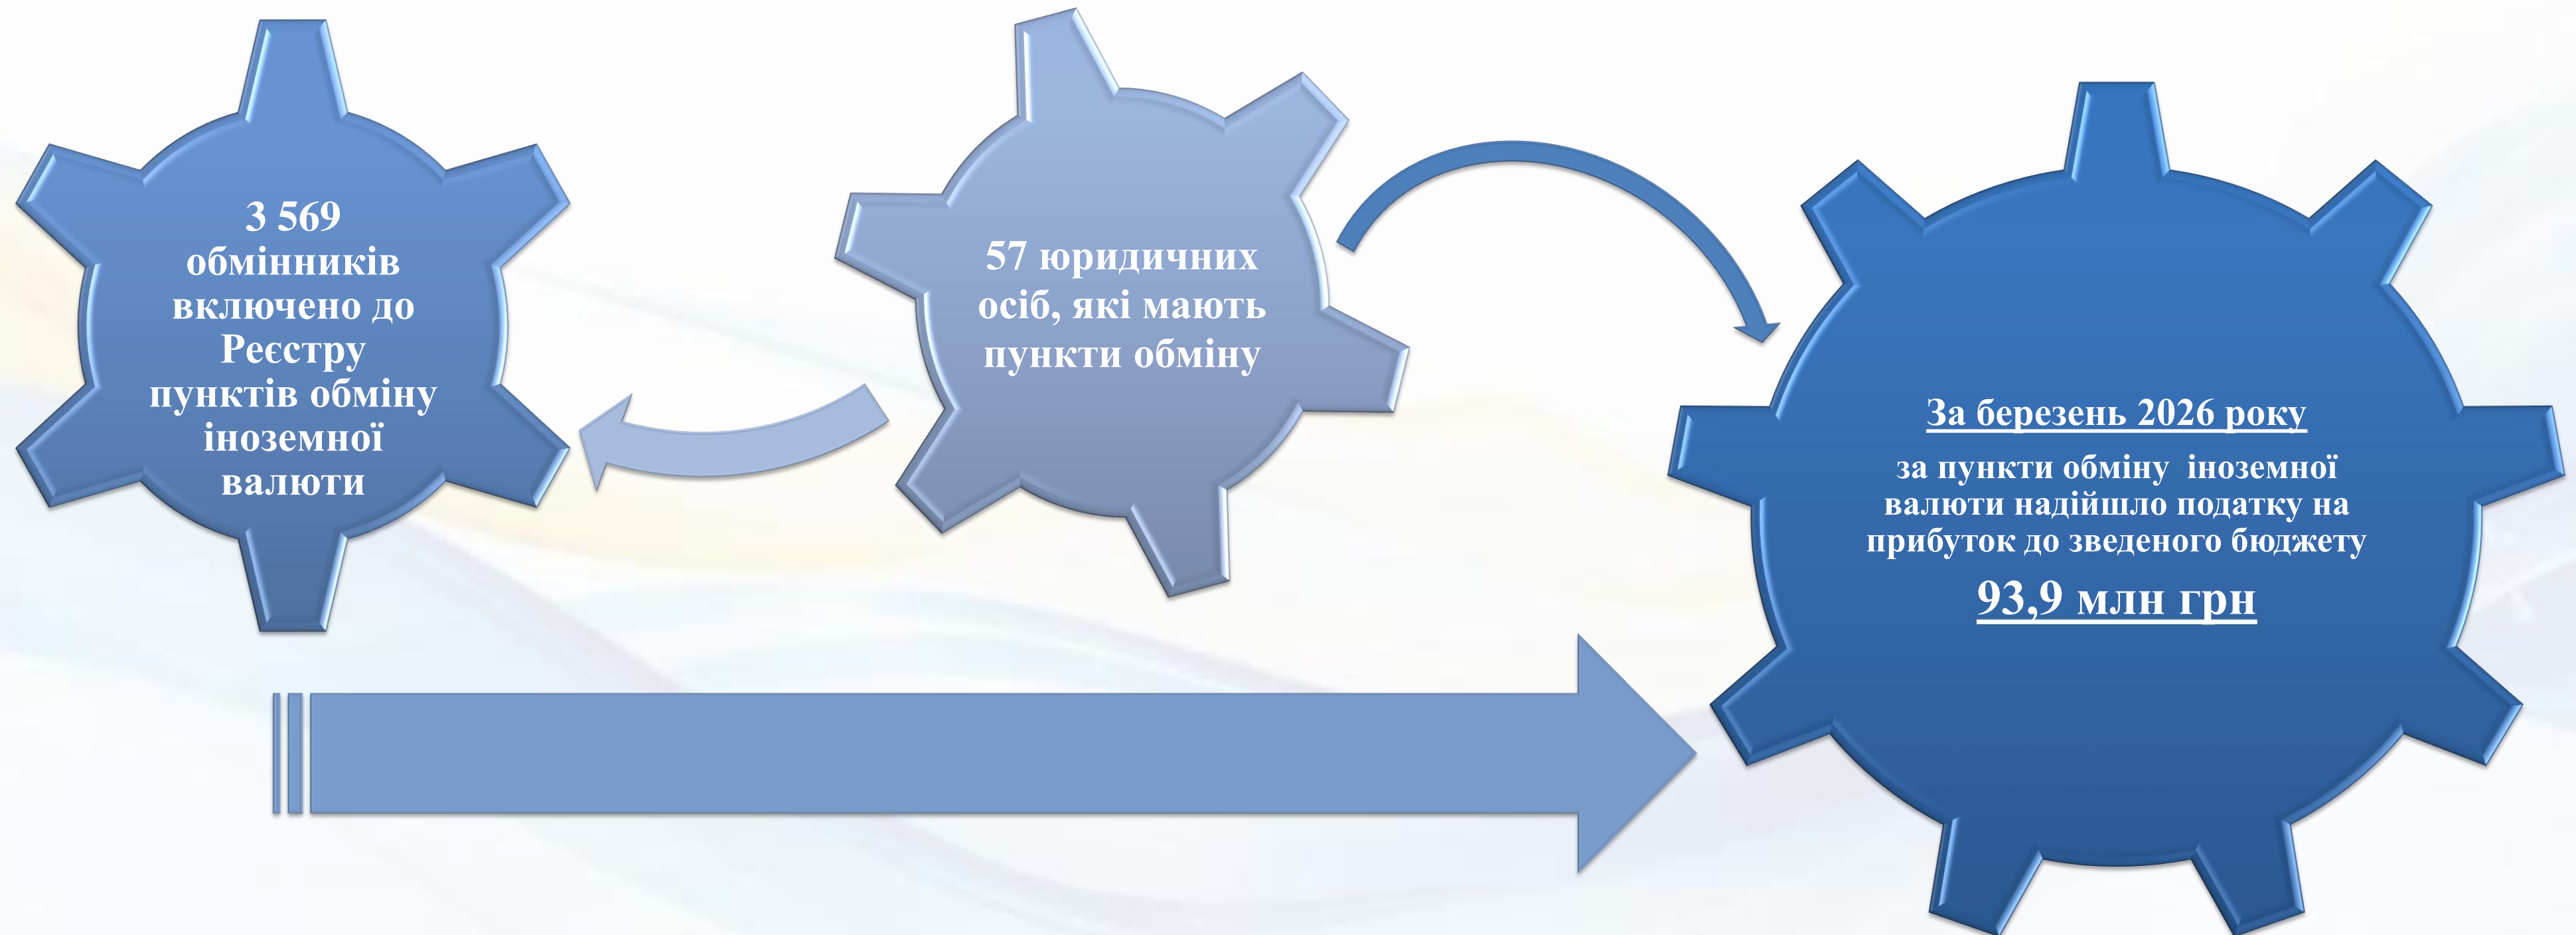 3 569
обмінників
включено до
Реєстру
пунктів обміну
іноземної
валюти
57 юридичних
осіб, які мають
пункти обміну
За березень 2026 року
за пункти обміну  іноземної
валюти надійшло податку на
прибуток до зведеного бюджету
93,9 млн грн